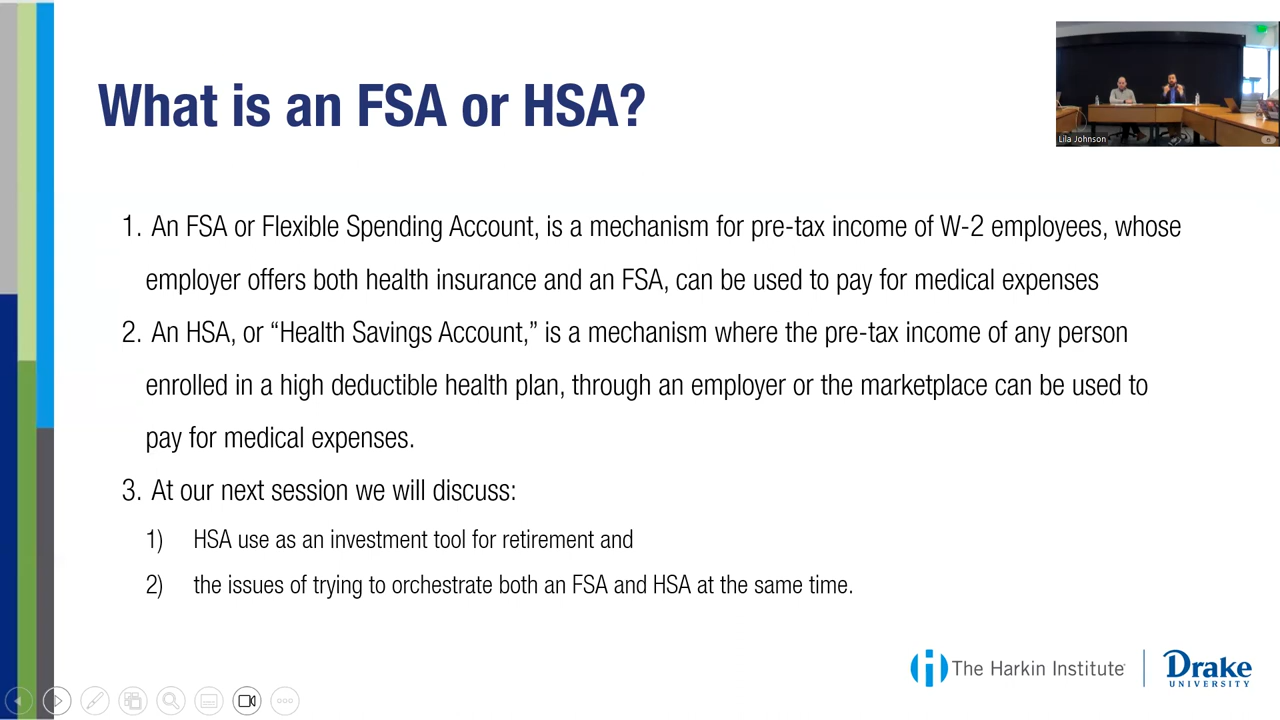 What is an FSA or HSA?
Lila Johnson
1. An FSA or Flexible Spending Account, is a mechanism for pre-tax income of W-2 employees, whose
employer offers both health insurance and an FSA, can be used to pay for medical expenses
2. An HSA, or “Health Savings Account,” is a mechanism where the pre-tax income of any person
enrolled in a high deductible health plan, through an employer or the marketplace can be used to
pay for medical expenses.
3. At our next session we will discuss:
1) HSA use as an investment tool for retirement and
2) the issues of trying to orchestrate both an FSA and HSA at the same time.
The Harkin Institute
Drake
UNIVERSITY